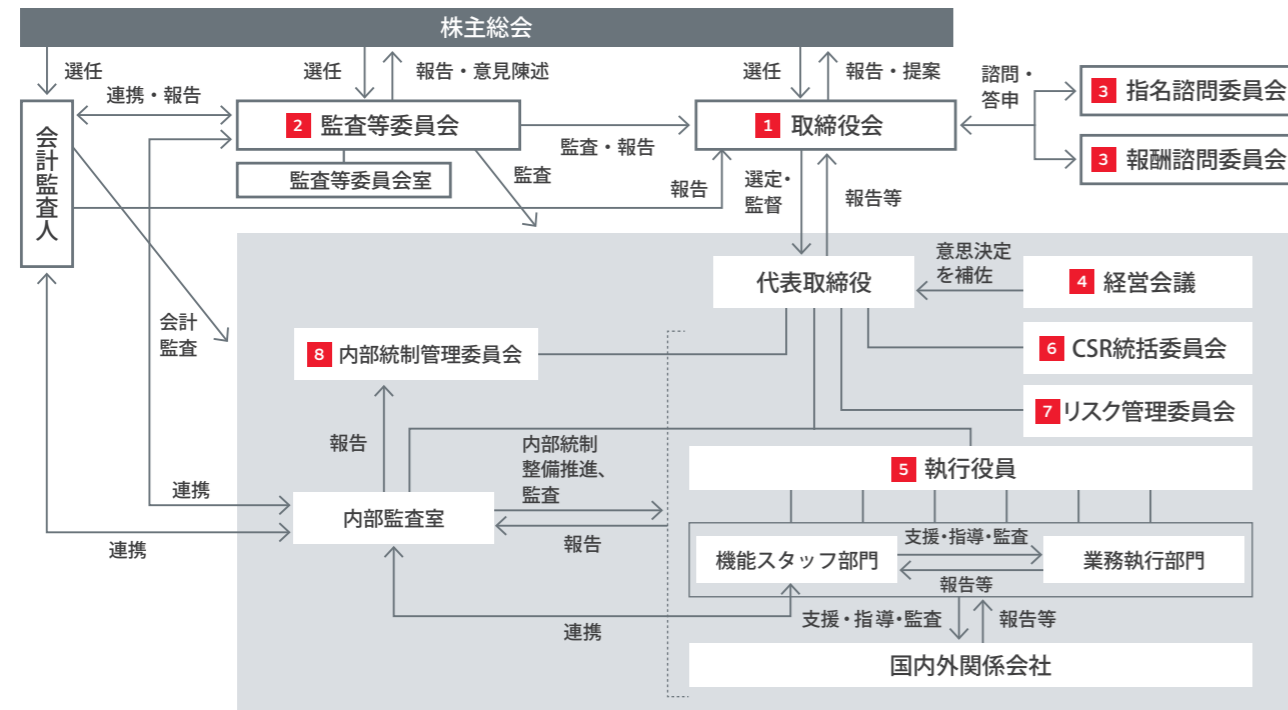 株主総会
選任
選任
報告・意見陳述
選任
報告・提案
諮問・
答申
連携・報告
3 指名諮問委員会
会計監査人
2 監査等委員会
監査・報告
1 取締役会
3 報酬諮問委員会
監査等委員会室
監査
報告
選定・
監督
報告等
意思決定
を補佐
代表取締役
4 経営会議
会計
監査
8 内部統制管理委員会
6 CSR統括委員会
7 リスク管理委員会
報告
内部統制
整備推進、
監査
5 執行役員
連携
内部監査室
報告
連携
機能スタッフ部門
支援・指導・監査
業務執行部門
報告等
連携
支援・指導・監査
報告等
国内外関係会社